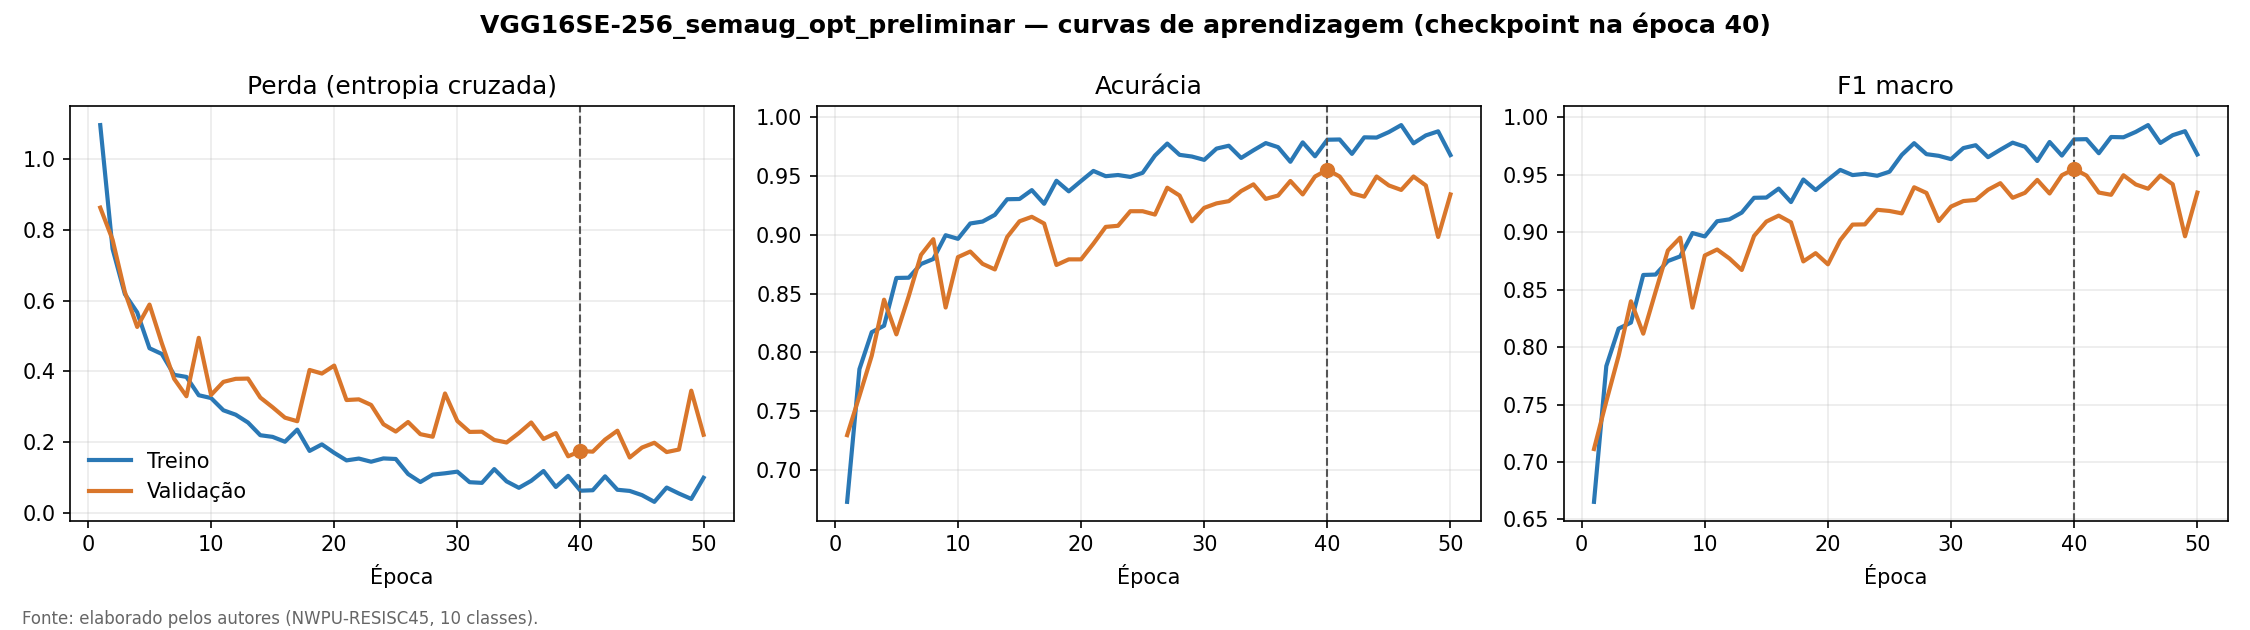 VGG16SE-256_semaug_opt_preliminar — curvas de aprendizagem (checkpoint na época 40)
Perda (entropia cruzada)
1.0
0.8
0.6
0.4
0.2
0.0
Treino
Validação
0 10 20 30 40 50
Época
Acurácia
1.00
0.95
0.90
0.85
0.80
0.75
0.70
0 10 20 30 40 50
Época
F1 macro
1.00
0.95
0.90
0.85
0.80
0.75
0.70
0.65
0 10 20 30 40 50
Época
Fonte: elaborado pelos autores (NWPU-RESISC45, 10 classes).